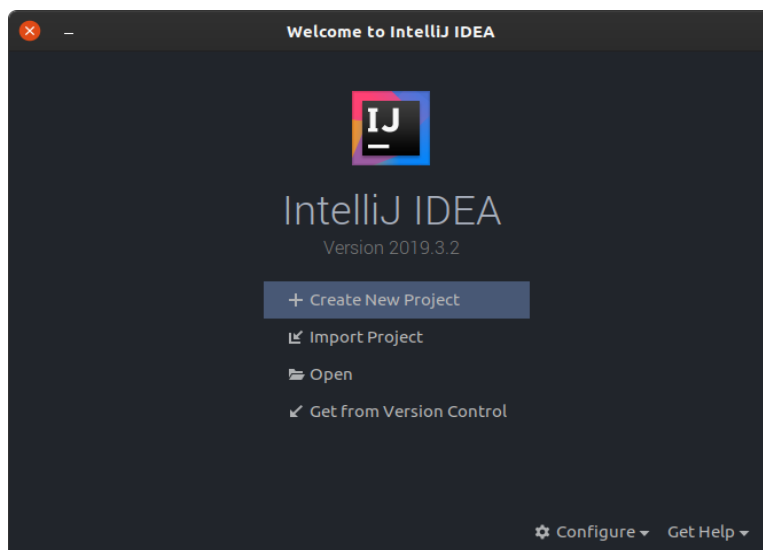 Welcome to IntelliJ IDEA
IJ
IntelliJ IDEA
Version 2019.3.2
Create New Project
Import Project
Open
Get from Version Control
Configure Get Help